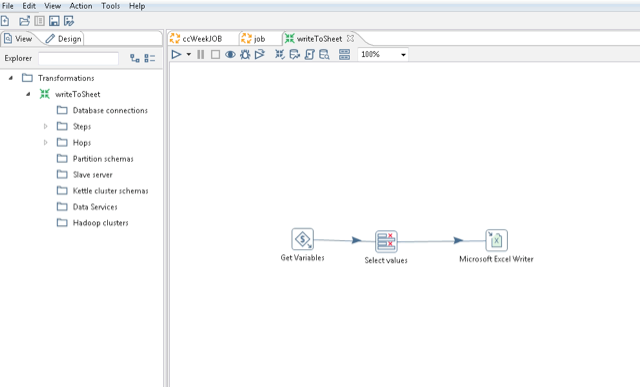 File Edit View Action Tools Help
View Design
ccWeekJOB job writeToSheet
Explorer
100%
Transformations
writeToSheet
Database connections
Steps
Hops
Partition schemas
Slave server
Kettle cluster schemas
Data Services
Hadoop clusters
Get Variables
Select values
Microsoft Excel Writer